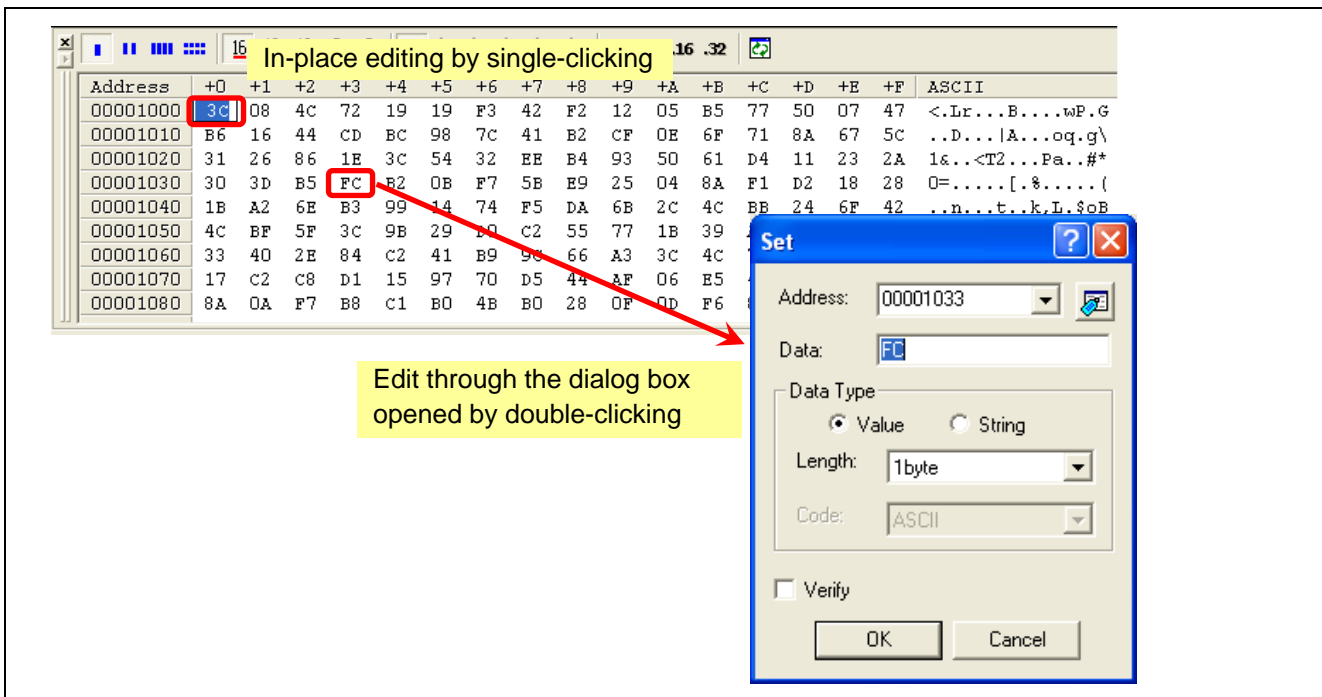 16
In-place editing by single-clicking
.16 .32
Address +0 +1 +2 +3 +4 +5 +6 +7 +8 +9 +A +B +C +D +E +F ASCII
00001000 3C 08 4C 72 19 19 F3 42 F2 12 05 B5 77 50 07 47 <.Lr...B....wP.G
00001010 B6 16 44 CD BC 98 7C 41 B2 CF 0E 6F 71 8A 67 5C ..D...|A...oq.g\
00001020 31 26 86 1E 3C 54 32 EE B4 93 50 61 D4 11 23 2A 1&..<T2...Pa..#*
00001030 30 3D B5 FC B2 0B F7 5B E9 25 04 8A F1 D2 18 28 0=.....[.%.....(
00001040 1B A2 6E B3 99 14 74 F5 DA 6B 2C 4C BB 24 6F 42 ..n...t..k,L.$oB
00001050 4C BF 5F 3C 9B 29 D0 C2 55 77 1B 39
00001060 33 40 2E 84 C2 41 B9 9C 66 A3 3C 4C
00001070 17 C2 C8 D1 15 97 70 D5 44 AF 06 E5
00001080 8A 0A F7 B8 C1 B0 4B B0 28 0F 0D F6
Edit through the dialog box
opened by double-clicking
Set
Address: 00001033
Data: FC
Data Type
Value String
Length: 1byte
Code: ASCII
Verify
OK Cancel